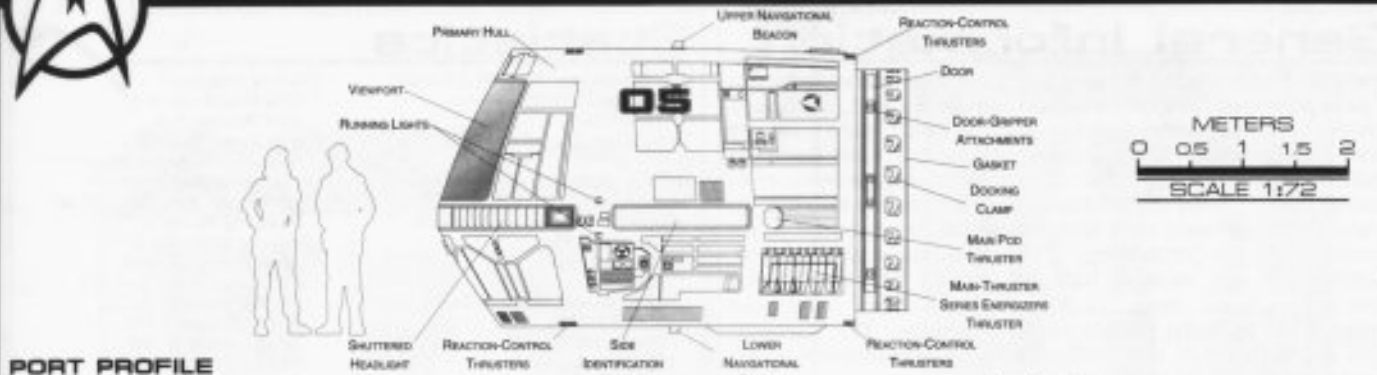 UPPER NAVIGATIONAL
BEACON
PRIMARY HULL
REACTION-CONTROL
THRUSTERS
DOOR
VIEWPORT
RUNNING LIGHTS
05
DOOR-GRIPPER
ATTACHMENTS
GASKET
DOCKING
CLAMP
MAIN POD
THRUSTER
MAIN-THRUSTER
SERIES ENERGIZERS
THRUSTER
METERS
0 0.5 1 1.5 2
SCALE 1:72
SHUTTERED
HEADLIGHT
REACTION-CONTROL
THRUSTERS
SIDE
IDENTIFICATION
LOWER
NAVIGATIONAL
REACTION-CONTROL
THRUSTERS
PORT PROFILE